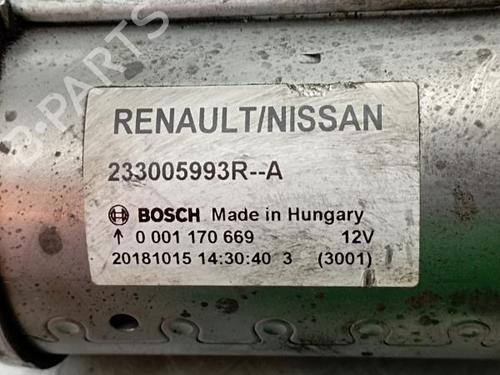 B-PARTS
RENAULT/NISSAN
233005993R--A
BOSCH Made in Hungary
↑ 0 001 170 669 12V
20181015 14:30:40 3 (3001)